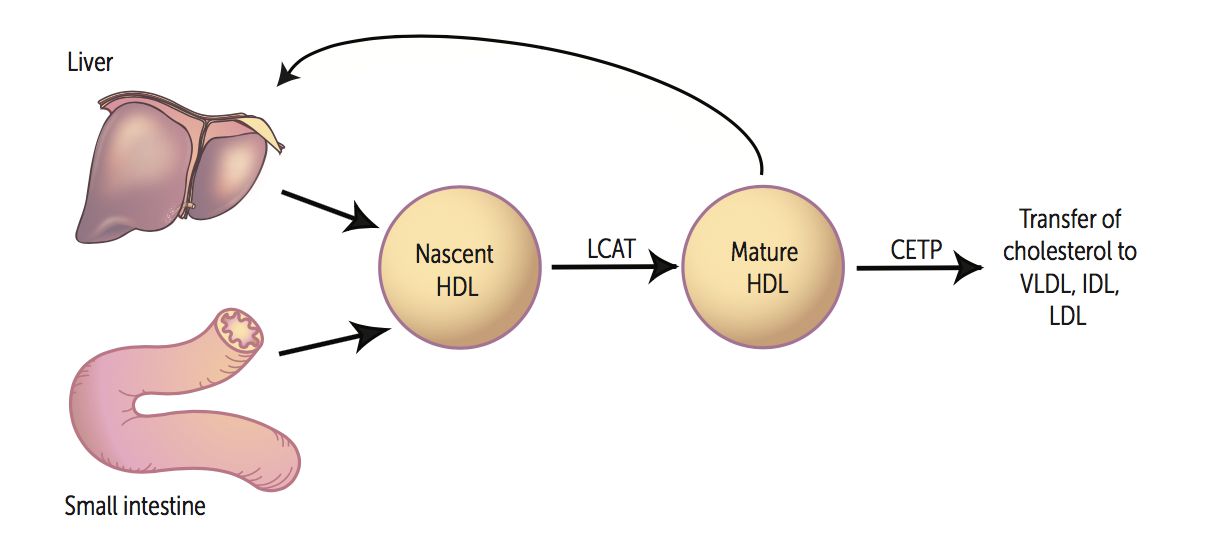 Liver
Nascent
HDL
LCAT
Mature
HDL
CETP
Transfer of
cholesterol to
VLDL, IDL,
LDL
Small intestine